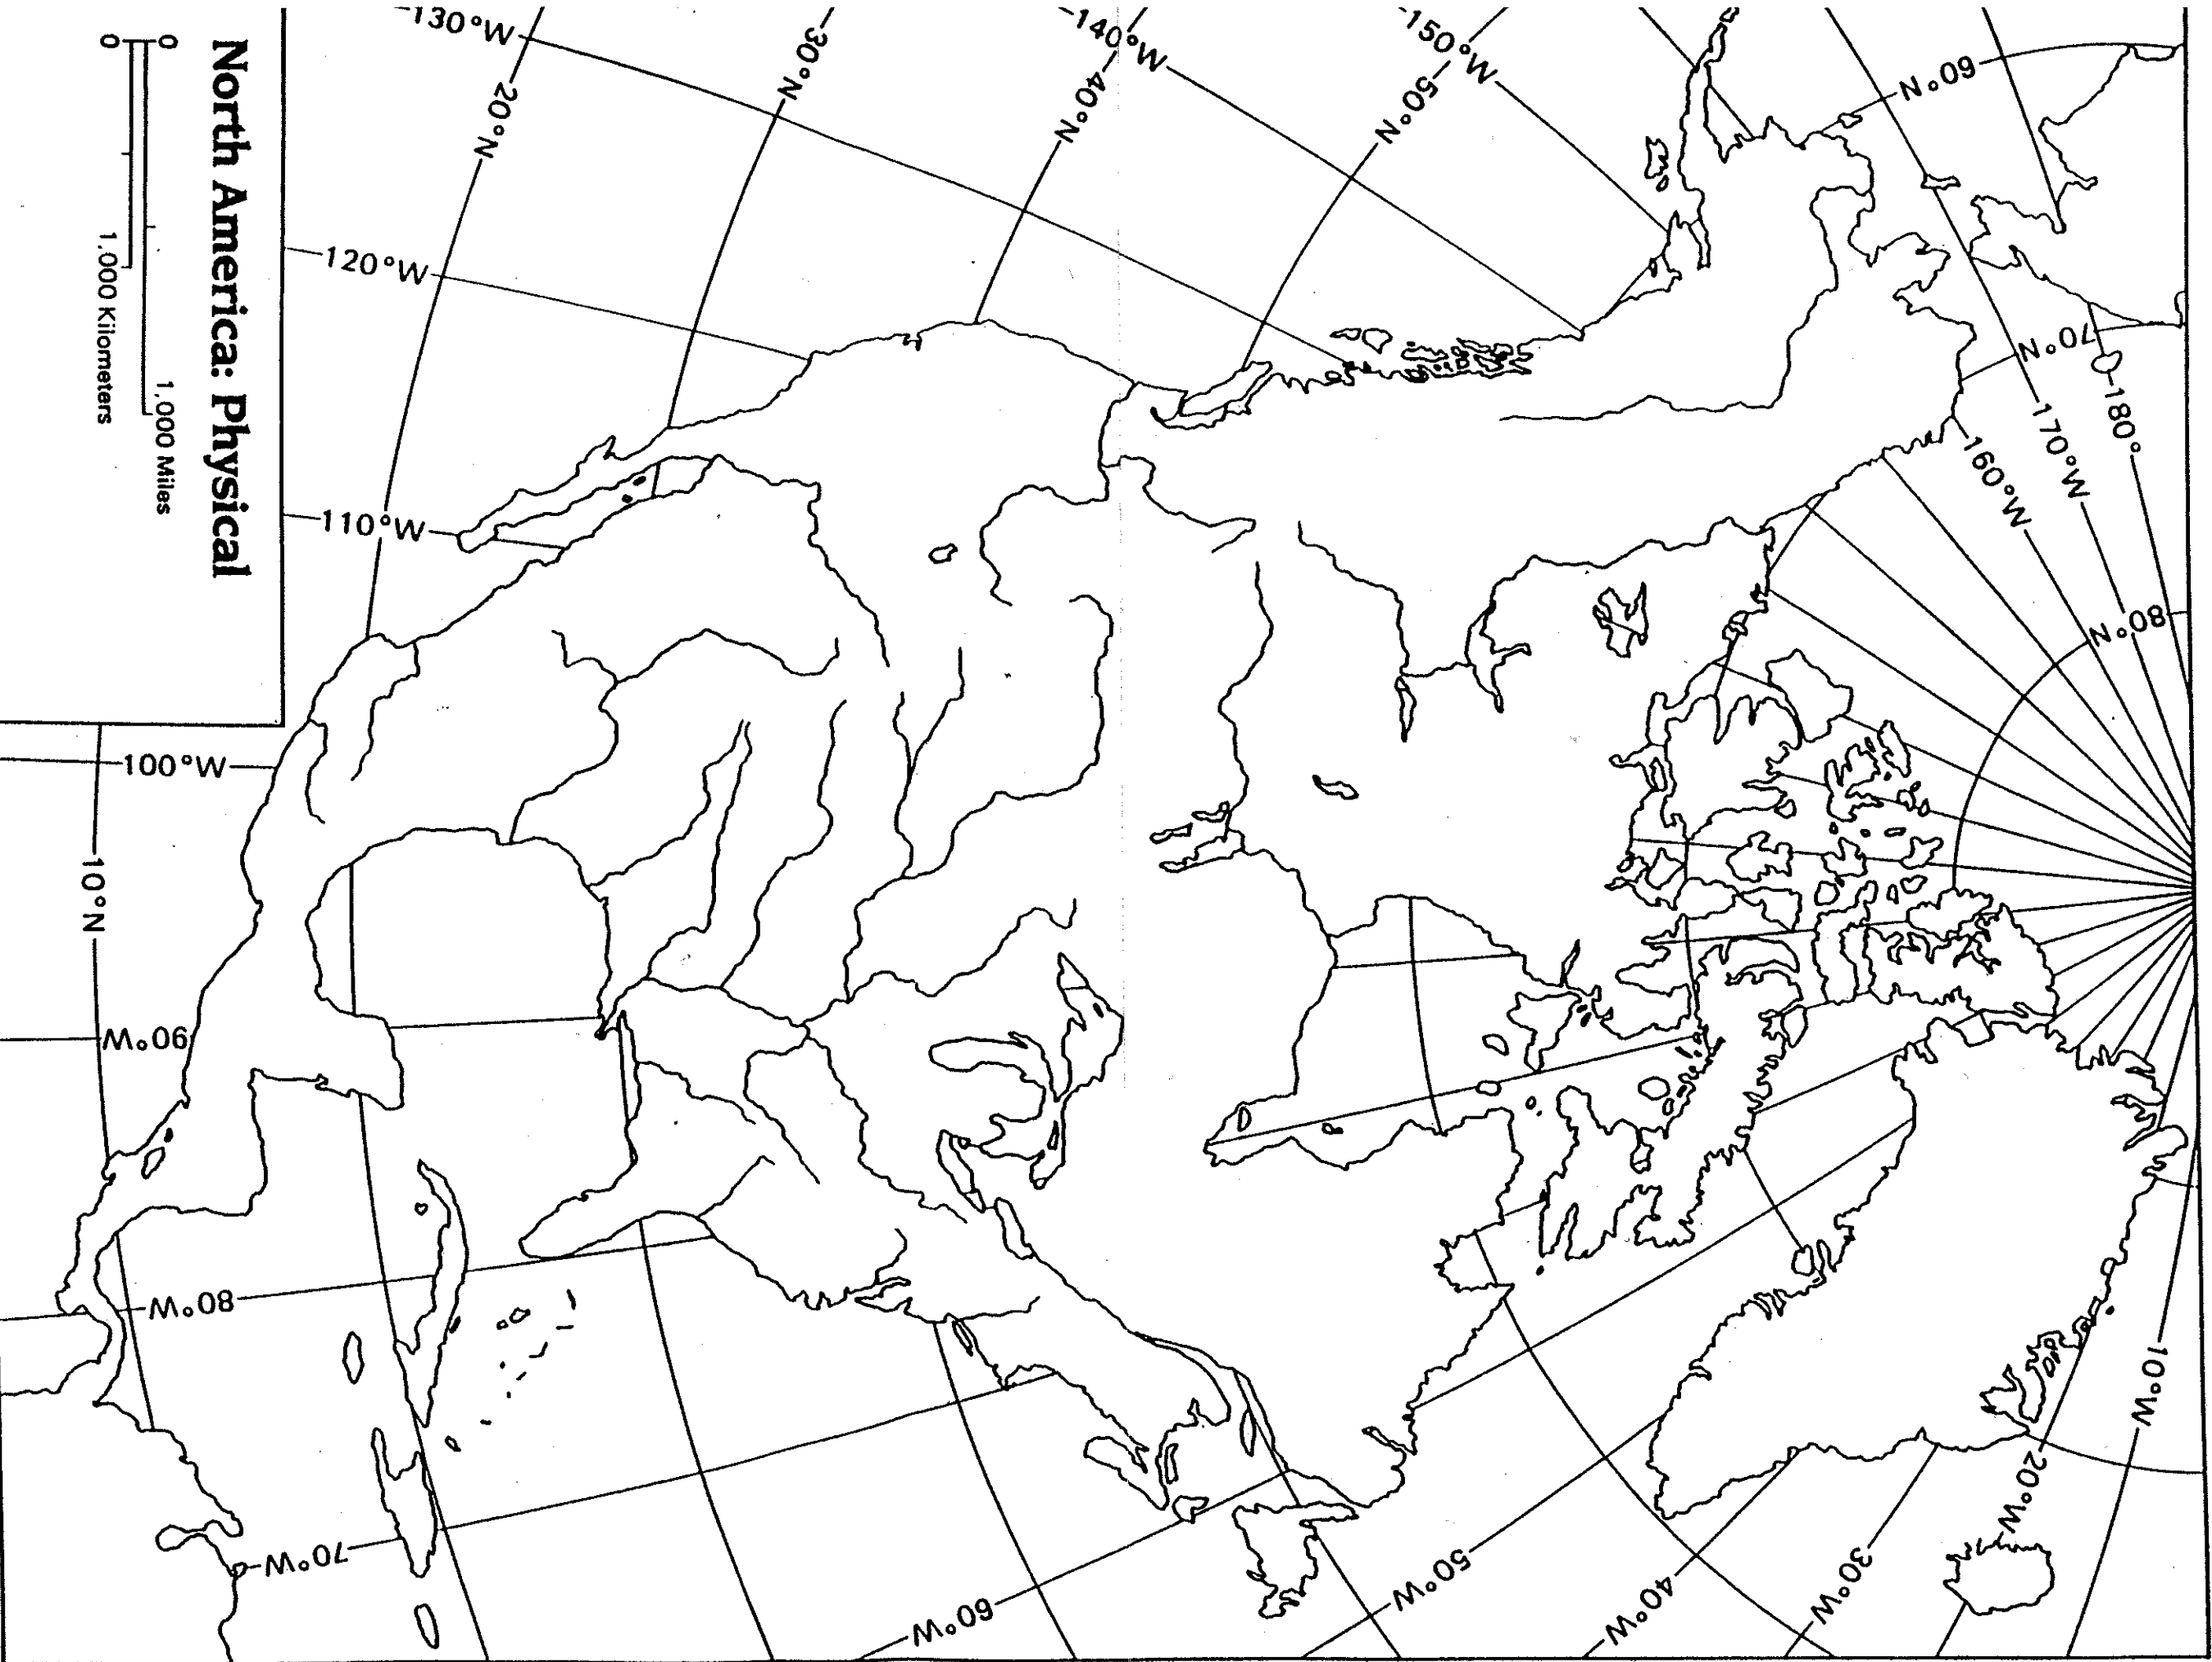 North America: Physical
0
1,000 Miles
0
1,000 Kilometers
130°W
20°N
30°N
140°W
40°N
150°W
50°N
60°N
120°W
70°N
180°
170°W
160°W
110°W
80°N
100°W
10°N
90°W
80°W
70°W
60°W
50°W
40°W
30°W
20°W
10°W